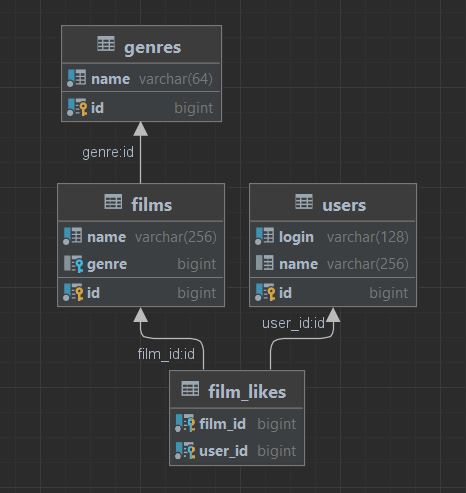 genres
name varchar(64)
id bigint
genre:id
films
name varchar(256)
genre bigint
id bigint
users
login varchar(128)
name varchar(256)
id bigint
user_id:id
film_id:id
film_likes
film_id bigint
user_id bigint